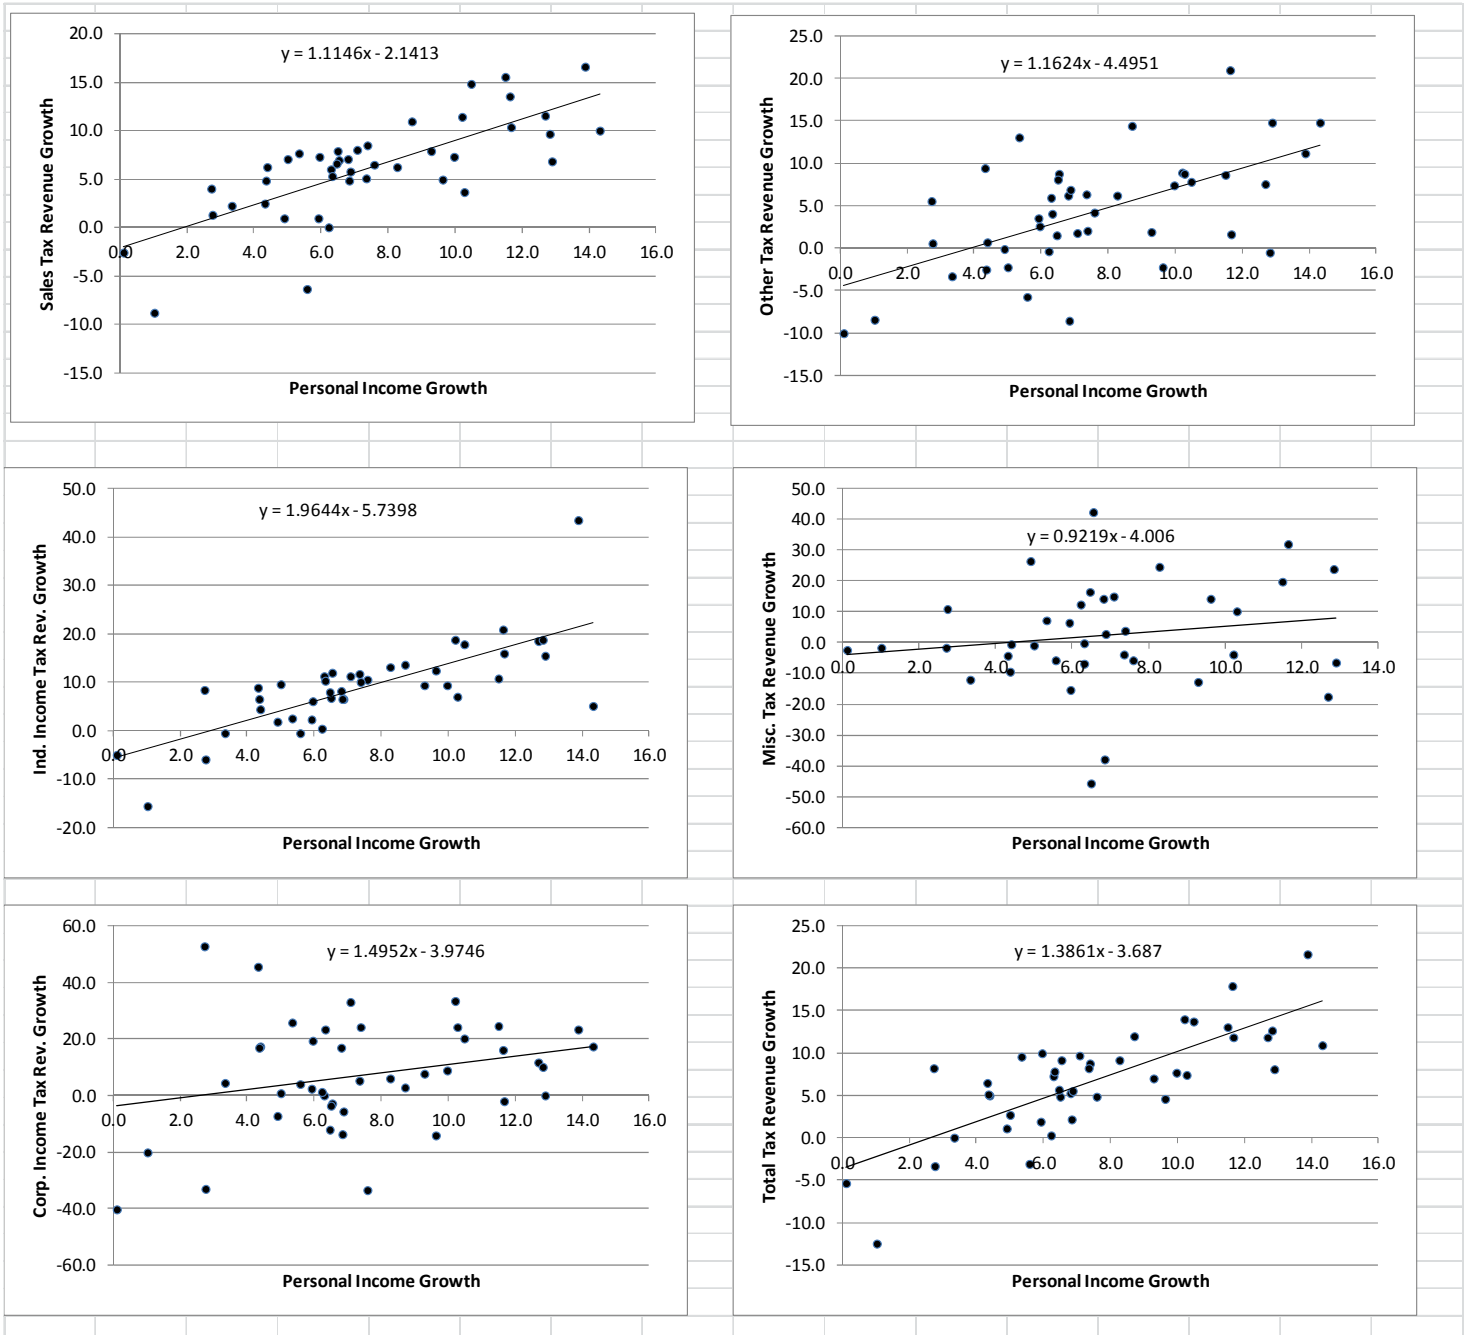 y = 1.1146x - 2.1413
Sales Tax Revenue Growth
20.0
15.0
10.0
5.0
0.0
-5.0
-10.0
-15.0
0.0 2.0 4.0 6.0 8.0 10.0 12.0 14.0 16.0
Personal Income Growth
y = 1.1624x - 4.4951
Other Tax Revenue Growth
25.0
20.0
15.0
10.0
5.0
0.0
-5.0
-10.0
-15.0
0.0 2.0 4.0 6.0 8.0 10.0 12.0 14.0 16.0
Personal Income Growth
y = 1.9644x - 5.7398
Ind. Income Tax Rev. Growth
50.0
40.0
30.0
20.0
10.0
0.0
-10.0
-20.0
0.0 2.0 4.0 6.0 8.0 10.0 12.0 14.0 16.0
Personal Income Growth
y = 0.9219x - 4.006
Misc. Tax Revenue Growth
50.0
40.0
30.0
20.0
10.0
0.0
-10.0
-20.0
-30.0
-40.0
-50.0
-60.0
0.0 2.0 4.0 6.0 8.0 10.0 12.0 14.0
Personal Income Growth
y = 1.4952x - 3.9746
Corp. Income Tax Rev. Growth
60.0
40.0
20.0
0.0
-20.0
-40.0
-60.0
0.0 2.0 4.0 6.0 8.0 10.0 12.0 14.0 16.0
Personal Income Growth
y = 1.3861x - 3.687
Total Tax Revenue Growth
25.0
20.0
15.0
10.0
5.0
0.0
-5.0
-10.0
-15.0
0.0 2.0 4.0 6.0 8.0 10.0 12.0 14.0 16.0
Personal Income Growth